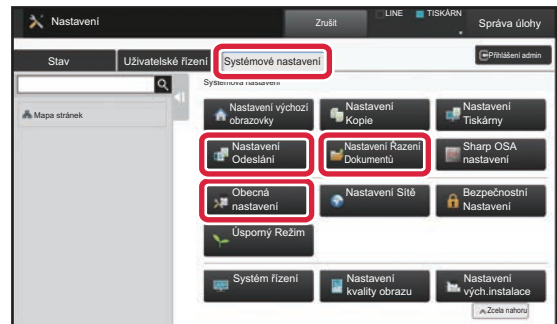 Nastavení
Zrušit
LINE
TISKÁRN
Správa úlohy
Stav
Uživatelské řízení
Systémové nastavení
Přihlášení admin
Systémová nastavení
Mapa stránek
Nastavení výchozí
obrazovky
Nastavení
Kopie
Nastavení
Tiskárny
Nastavení
Odeslání
Nastavení Řazení
Dokumentů
Sharp OSA
nastavení
Obecná
nastavení
Nastavení Sítě
Bezpečnostní
Nastavení
Úsporný Režim
Systém řízení
Nastavení
kvality obrazu
Nastavení
vých.instalace
Zcela nahoru